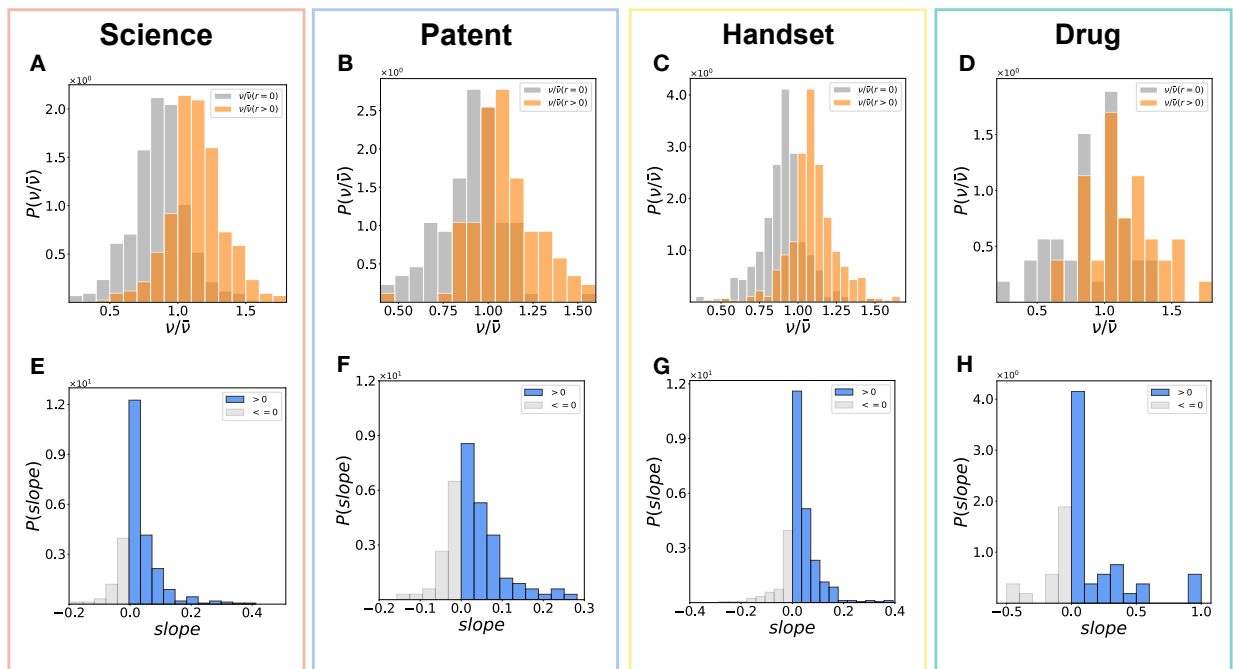 Science
Patent
Handset
Drug
A
×10⁰
P(ν/ν̄)
2.0
1.5
1.0
0.5
ν/ν̄(r = 0)
ν/ν̄(r > 0)
0.5 1.0 1.5
ν/ν̄
B
×10⁰
P(ν/ν̄)
2.5
2.0
1.5
1.0
0.5
ν/ν̄(r = 0)
ν/ν̄(r > 0)
0.50 0.75 1.00 1.25 1.50
ν/ν̄
C
×10⁰
P(ν/ν̄)
4.0
3.0
2.0
1.0
ν/ν̄(r = 0)
ν/ν̄(r > 0)
0.50 0.75 1.00 1.25 1.50
ν/ν̄
D
×10⁰
P(ν/ν̄)
1.5
1.0
0.5
ν/ν̄(r = 0)
ν/ν̄(r > 0)
0.5 1.0 1.5
ν/ν̄
E
×10¹
P(slope)
1.2
0.9
0.6
0.3
> 0
<= 0
−0.2 0.0 0.2 0.4
slope
F
×10¹
P(slope)
1.2
0.9
0.6
0.3
> 0
<= 0
−0.2 −0.1 0.0 0.1 0.2 0.3
slope
G
×10¹
P(slope)
1.2
0.9
0.6
0.3
> 0
<= 0
−0.4 −0.2 0.0 0.2 0.4
slope
H
×10⁰
P(slope)
4.0
3.0
2.0
1.0
> 0
<= 0
−0.5 0.0 0.5 1.0
slope